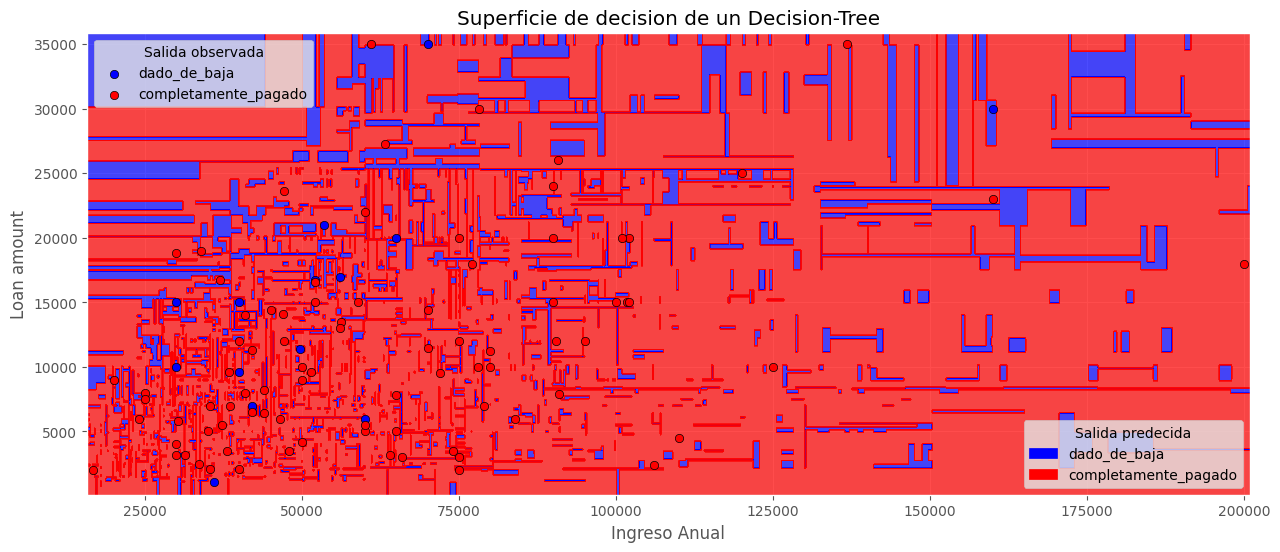 Superficie de decision de un Decision-Tree
Salida observada
dado_de_baja
completamente_pagado
Loan amount
35000
30000
25000
20000
15000
10000
5000
Salida predecida
dado_de_baja
completamente_pagado
25000 50000 75000 100000 125000 150000 175000 200000
Ingreso Anual